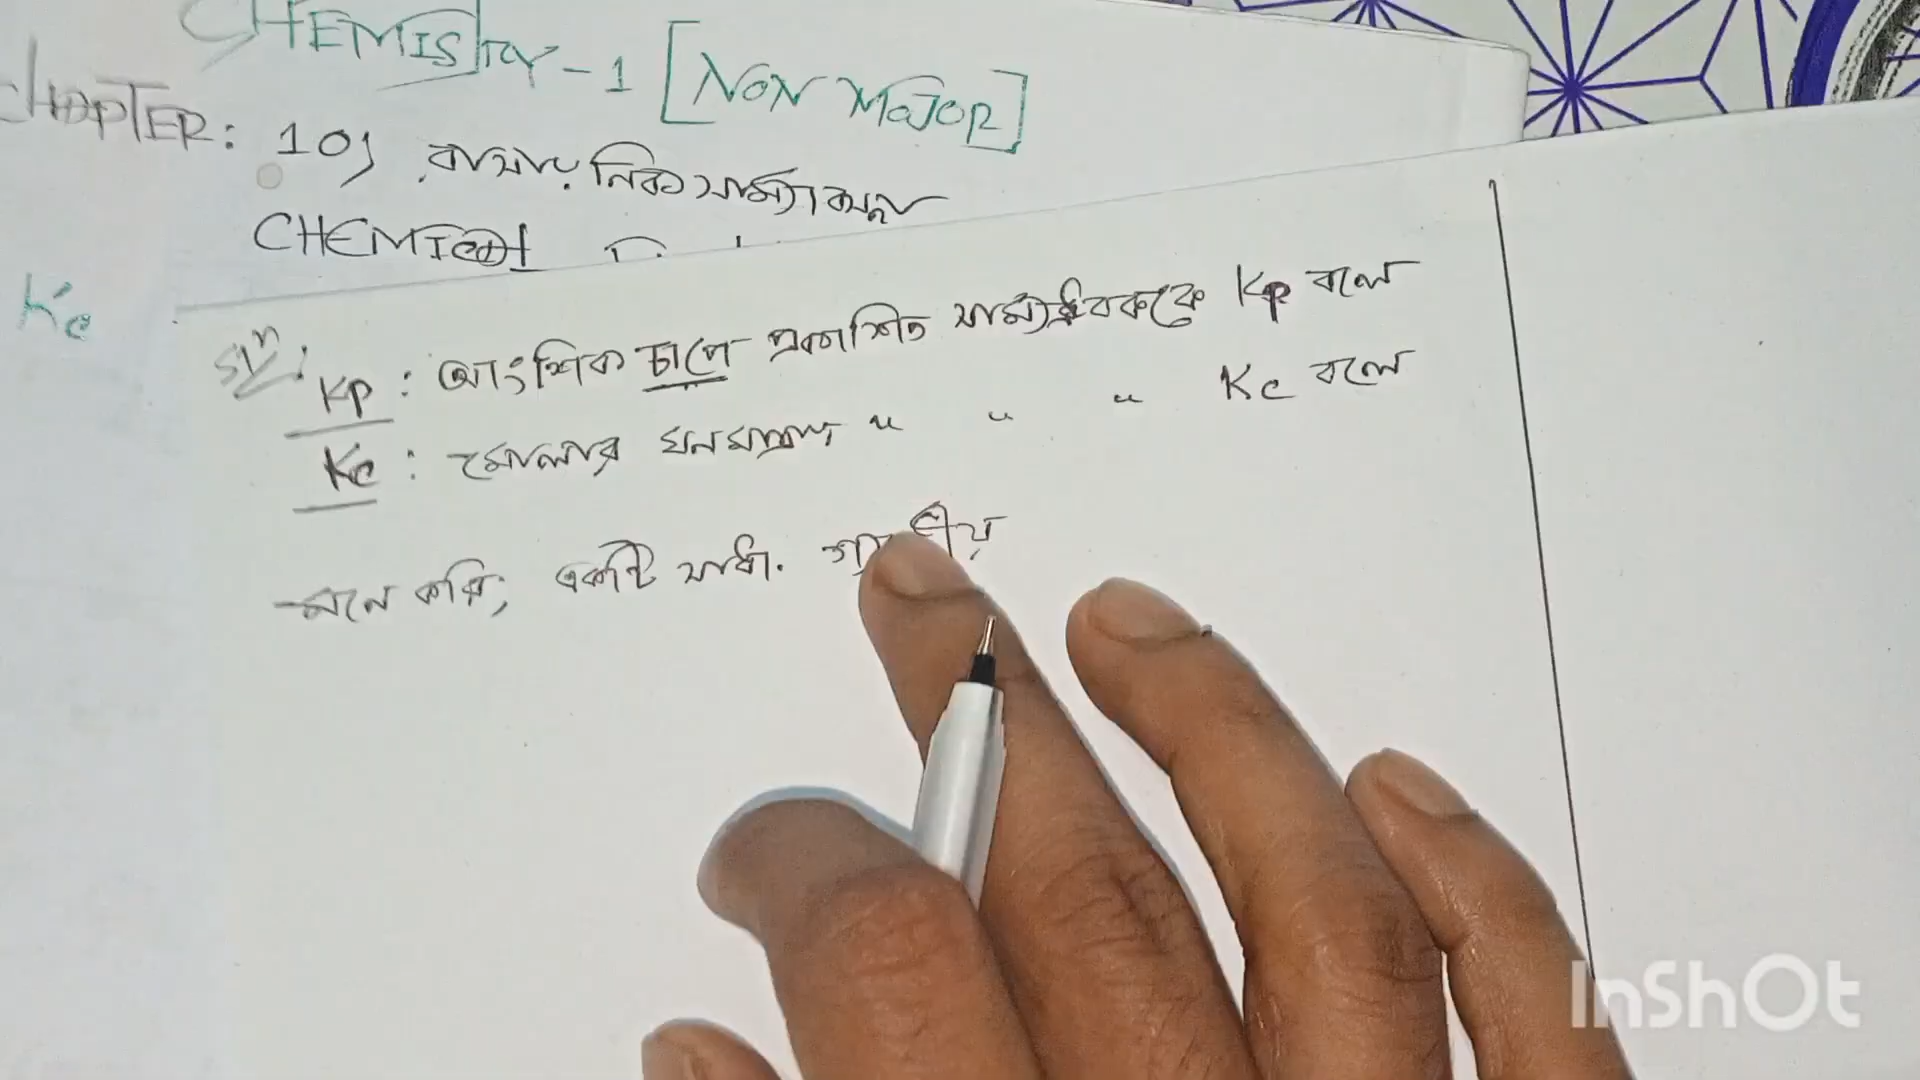 CHEMISTRY-1 [NON MAJOR]
CHAPTER: 10) রাসায়নিক সাম্যাবস্থা
CHEMICAL
Kc
Slⁿ:
Kp : আংশিক চাপে প্রকাশিত সাম্যধ্রুবককে Kp বলে
Kc : মোলার ঘনমাত্রায় " " " Kc বলে
মনে করি, একটি সাধা.
InShOt